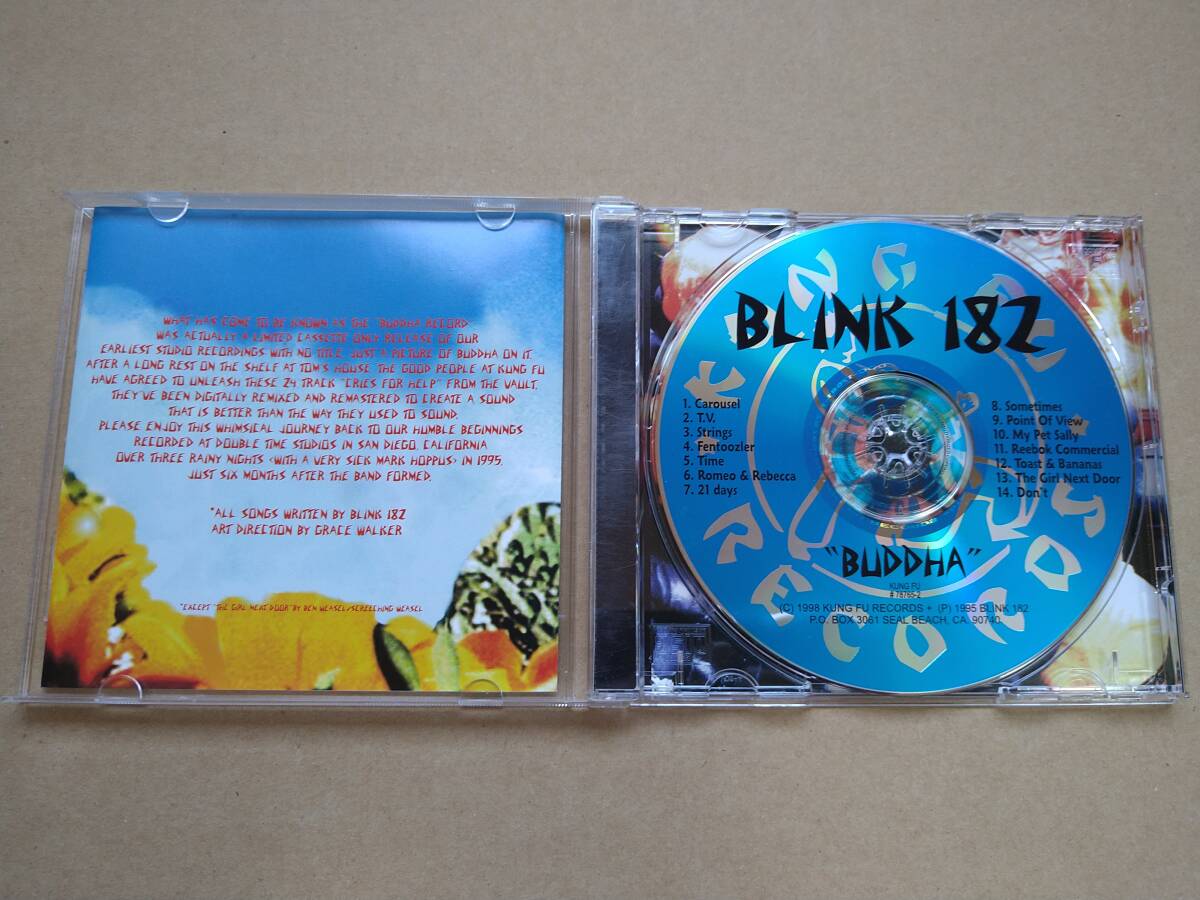 WHAT HAS COME TO BE KNOWN AS THE "BUDDHA RECORD
WAS ACTUALLY A LIMITED CASSETTE ONLY RELEASE OF OUR
EARLIEST STUDIO RECORDINGS WITH NO TITLE, JUST A PICTURE OF BUDDHA ON IT.
AFTER A LONG REST ON THE SHELF AT TOM'S HOUSE THE GOOD PEOPLE AT KUNG FU
HAVE AGREED TO UNLEASH THESE 24 TRACK "CRIES FOR HELP" FROM THE VAULT.
THEY'VE BEEN DIGITALLY REMIXED AND REMASTERED TO CREATE A SOUND
THAT IS BETTER THAN THE WAY THEY USED TO SOUND.
PLEASE ENJOY THIS WHIMSICAL JOURNEY BACK TO OUR HUMBLE BEGINNINGS
RECORDED AT DOUBLE TIME STUDIOS IN SAN DIEGO, CALIFORNIA
OVER THREE RAINY NIGHTS <WITH A VERY SICK MARK HOPPUS> IN 1995.
JUST SIX MONTHS AFTER THE BAND FORMED.
*ALL SONGS WRITTEN BY BLINK 182
ART DIRECTION BY GRACE WALKER
*EXCEPT "THE GIRL NEXT DOOR" BY BEN WEASEL/SCREECHING WEASEL
KUNG FU RECORDS
BLINK 182
1. Carousel
2. T.V.
3. Strings
4. Fentoozler
5. Time
6. Romeo & Rebecca
7. 21 days
8. Sometimes
9. Point Of View
10. My Pet Sally
11. Reebok Commercial
12. Toast & Bananas
13. The Girl Next Door
14. Don't
"BUDDHA"
KUNG FU
# 78765-2
(C) 1998 KUNG FU RECORDS + (P) 1995 BLINK 182
P.O. BOX 3061 SEAL BEACH, CA. 90740.